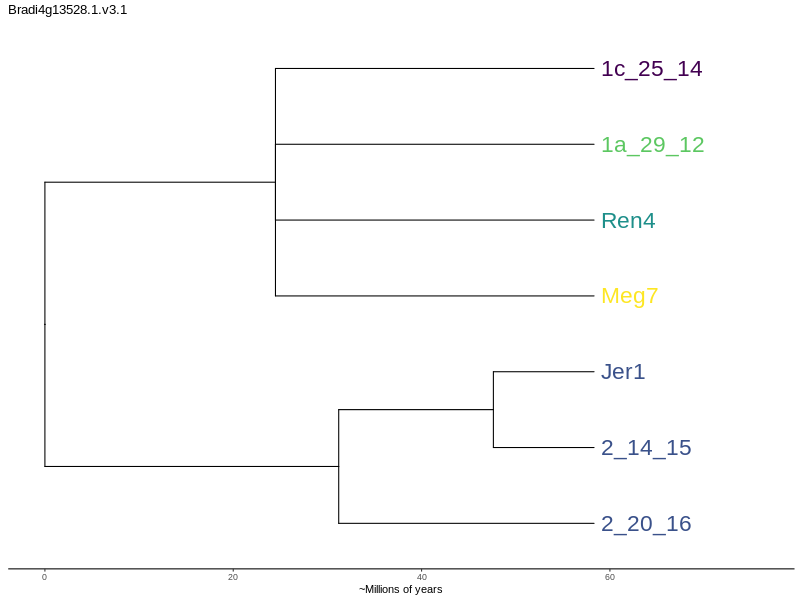 Bradi4g13528.1.v3.1
1c_25_14
1a_29_12
Ren4
Meg7
Jer1
2_14_15
2_20_16
0 20 40 60
~Millions of years